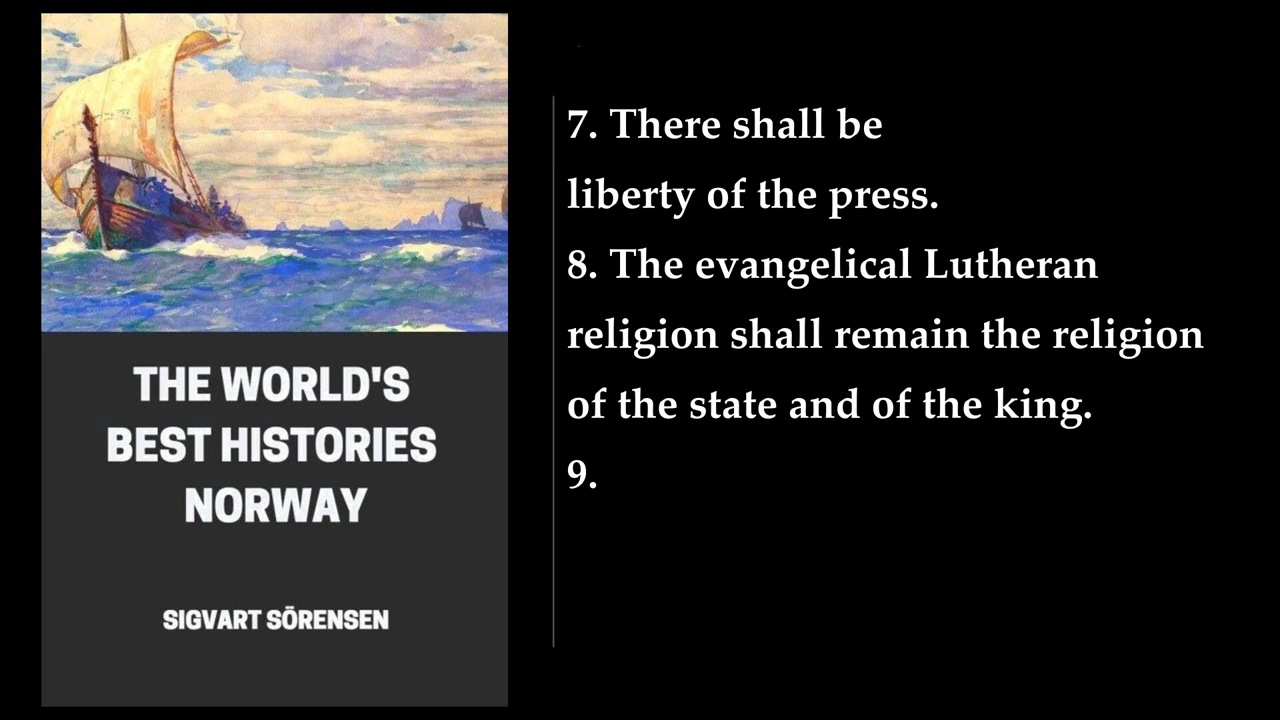 THE WORLD'S
BEST HISTORIES
NORWAY
SIGVART SÖRENSEN
7. There shall be
liberty of the press.
8. The evangelical Lutheran
religion shall remain the religion
of the state and of the king.
9.